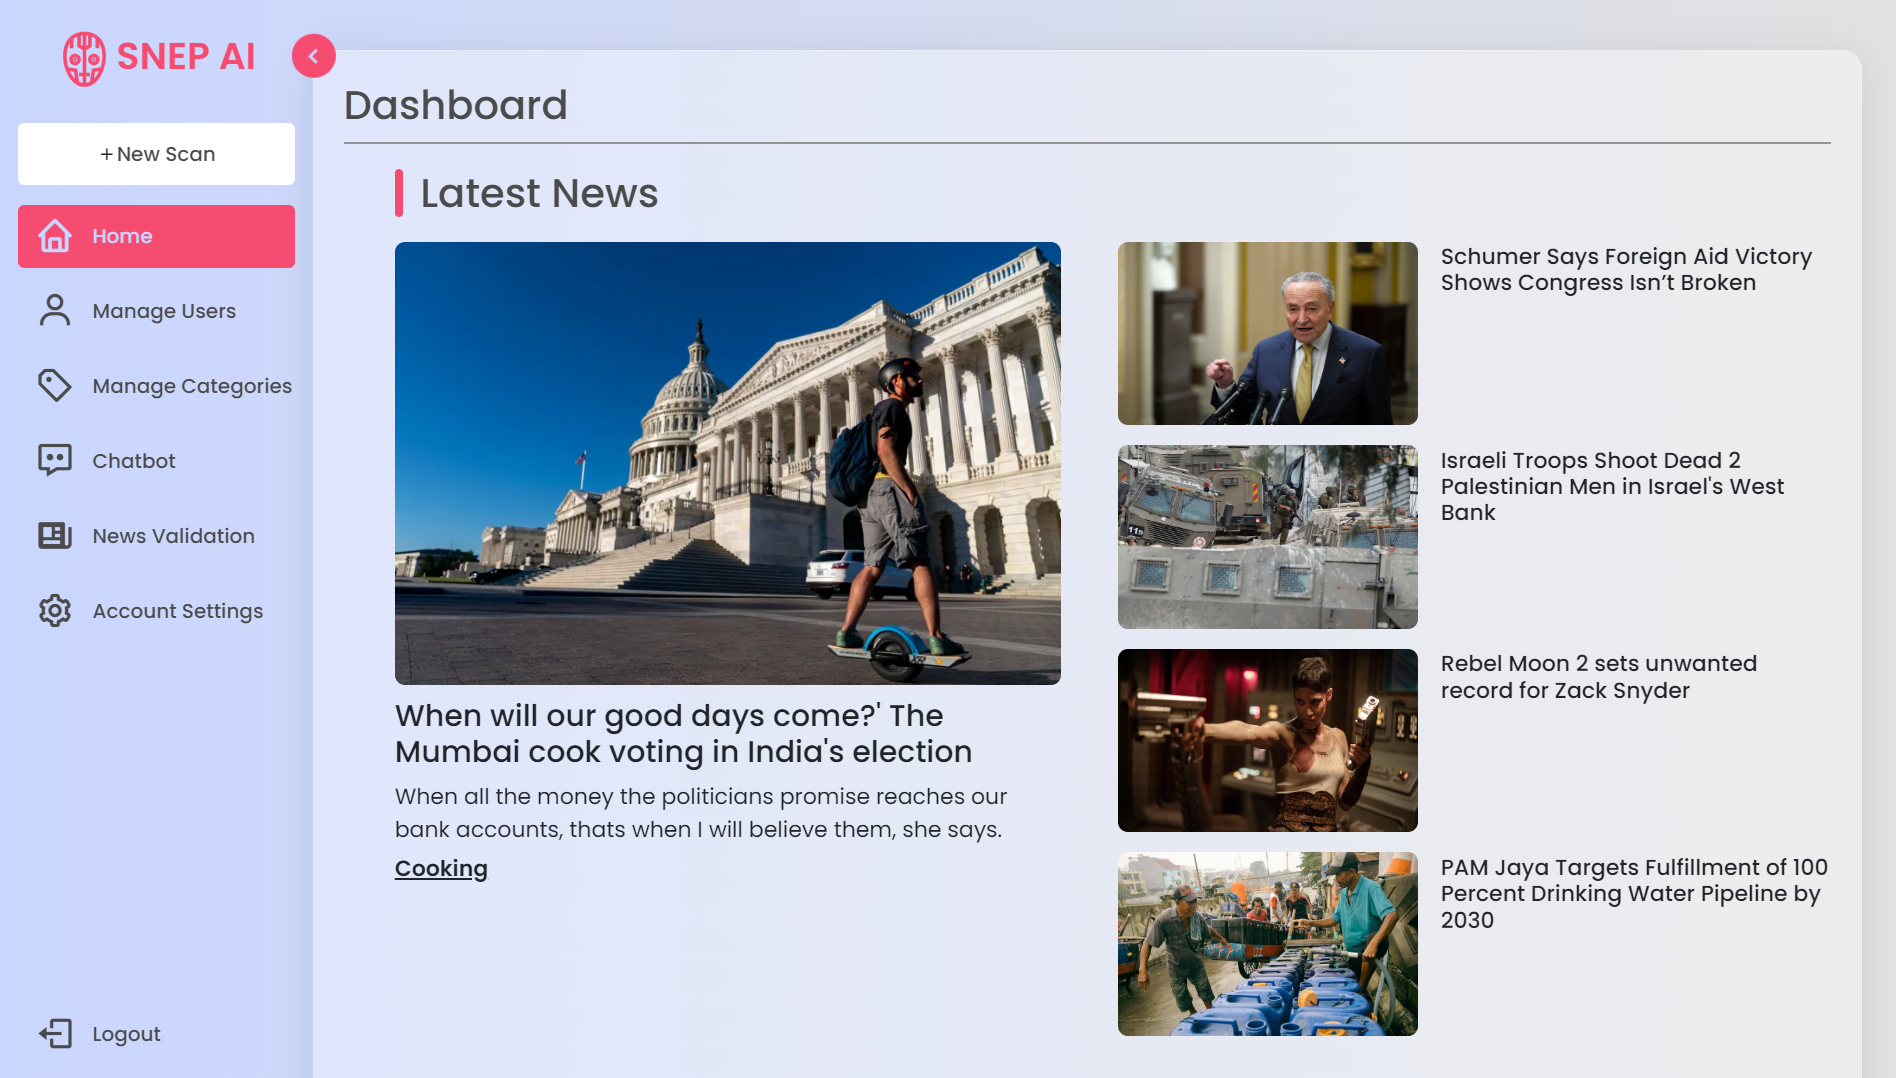 SNEP AI
+ New Scan
Home
Manage Users
Manage Categories
Chatbot
News Validation
Account Settings
Logout
Dashboard
Latest News
When will our good days come?' The
Mumbai cook voting in India's election
When all the money the politicians promise reaches our
bank accounts, thats when I will believe them, she says.
Cooking
Schumer Says Foreign Aid Victory
Shows Congress Isn’t Broken
Israeli Troops Shoot Dead 2
Palestinian Men in Israel's West
Bank
Rebel Moon 2 sets unwanted
record for Zack Snyder
PAM Jaya Targets Fulfillment of 100
Percent Drinking Water Pipeline by
2030
XR